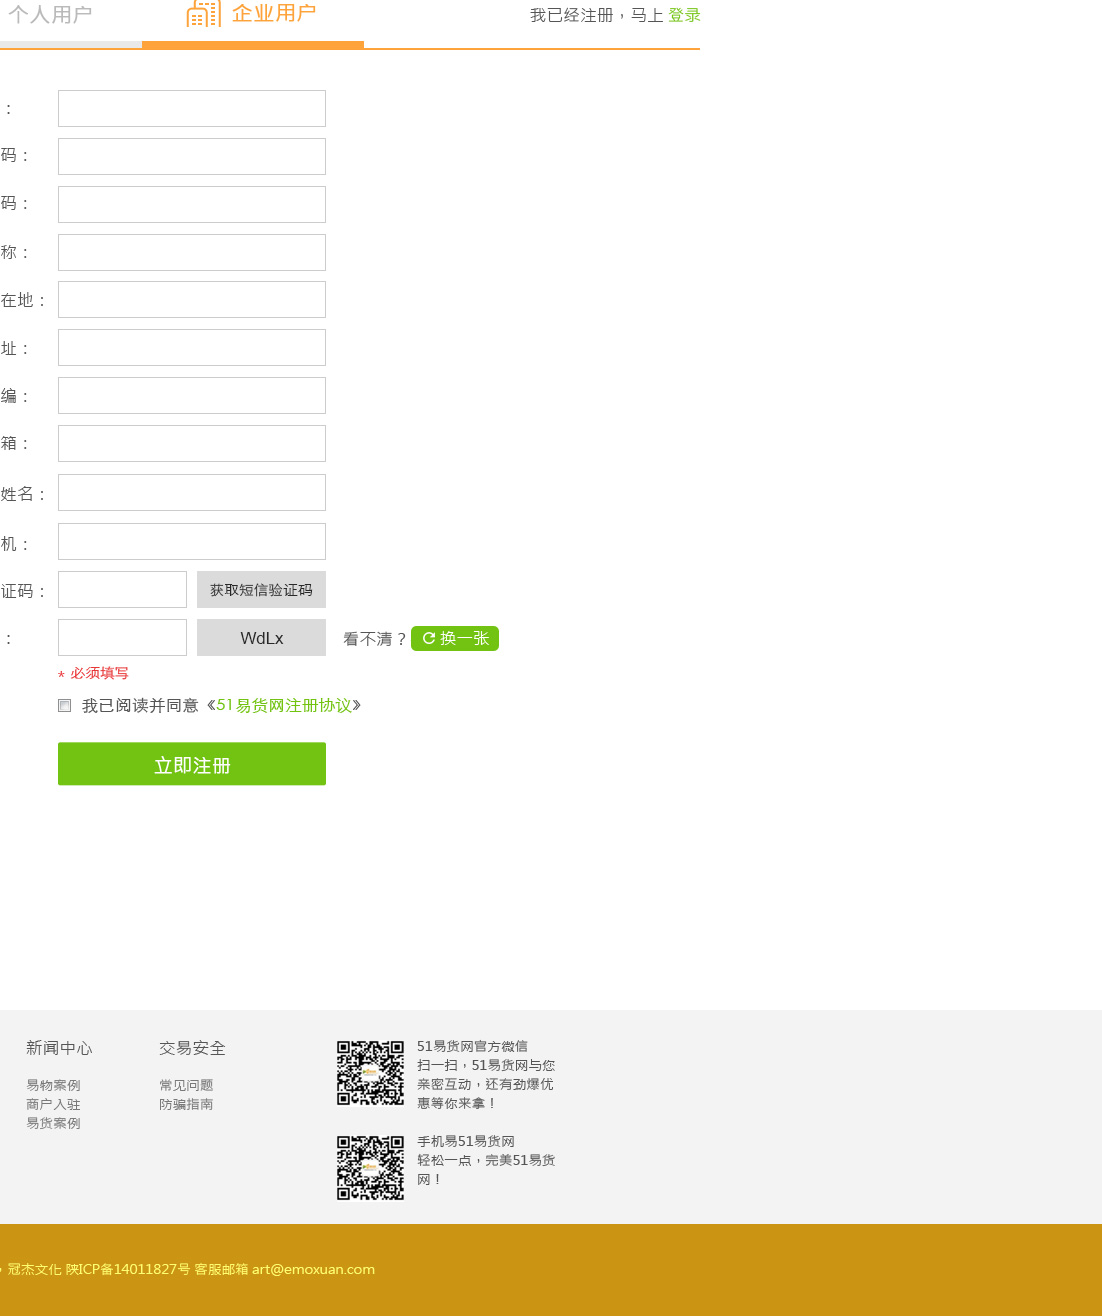 个人用户
企业用户
我已经注册，马上 登录
：
码：
码：
称：
在地：
址：
编：
箱：
姓名：
机：
证码： 获取短信验证码
： WdLx 看不清？ 换一张
* 必须填写
我已阅读并同意《51易货网注册协议》
立即注册
新闻中心
易物案例
商户入驻
易货案例
交易安全
常见问题
防骗指南
51易货网官方微信
扫一扫，51易货网与您
亲密互动，还有劲爆优
惠等你来拿！
手机易51易货网
轻松一点，完美51易货
网！
，冠杰文化 陕ICP备14011827号 客服邮箱 art@emoxuan.com